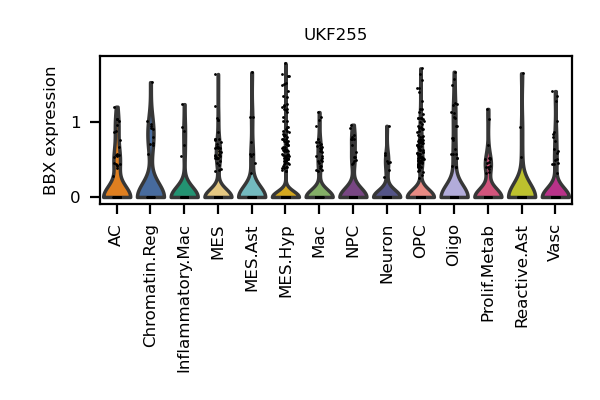 UKF255
BBX expression
1
0
AC
Chromatin.Reg
Inflammatory.Mac
MES
MES.Ast
MES.Hyp
Mac
NPC
Neuron
OPC
Oligo
Prolif.Metab
Reactive.Ast
Vasc